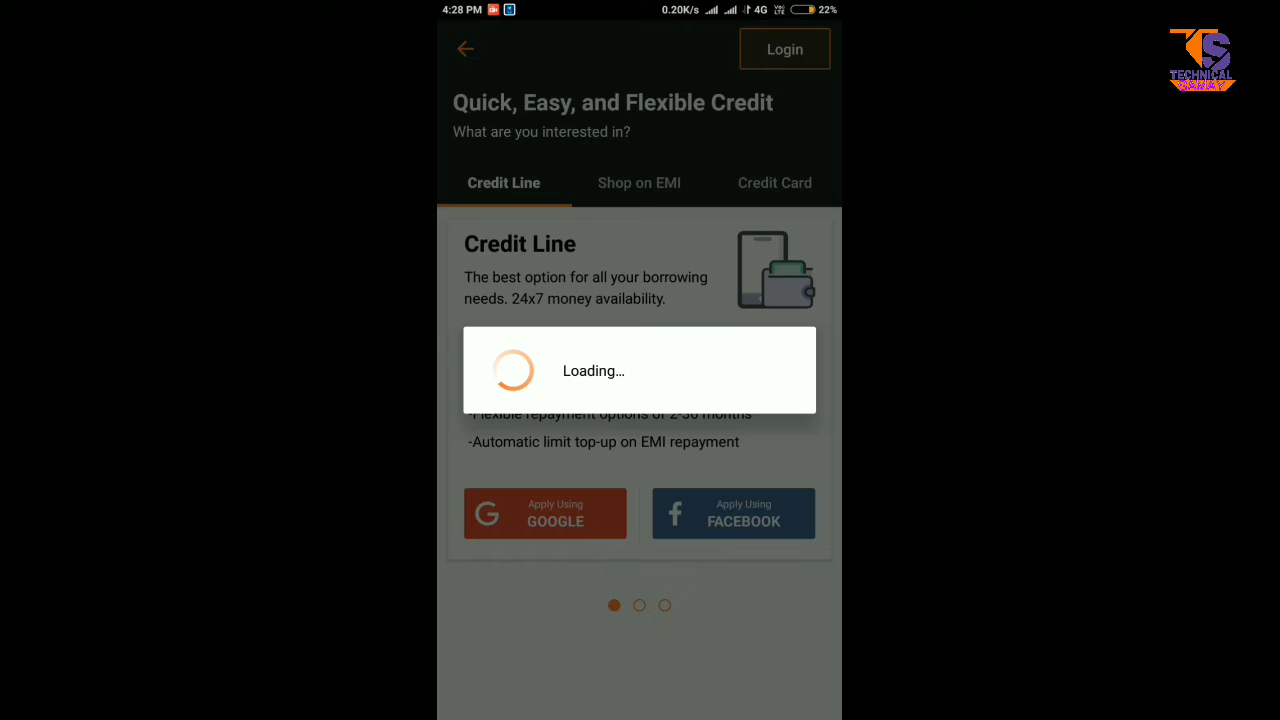 4:28 PM 0.20K/s 4G Vo) LTE 22%
Login
Quick, Easy, and Flexible Credit
What are you interested in?
Credit Line Shop on EMI Credit Card
Credit Line
The best option for all your borrowing
needs. 24x7 money availability.
Loading...
-Flexible repayment options of 2-36 months
-Automatic limit top-up on EMI repayment
Apply Using
GOOGLE
Apply Using
FACEBOOK
TS
TECHNICAL